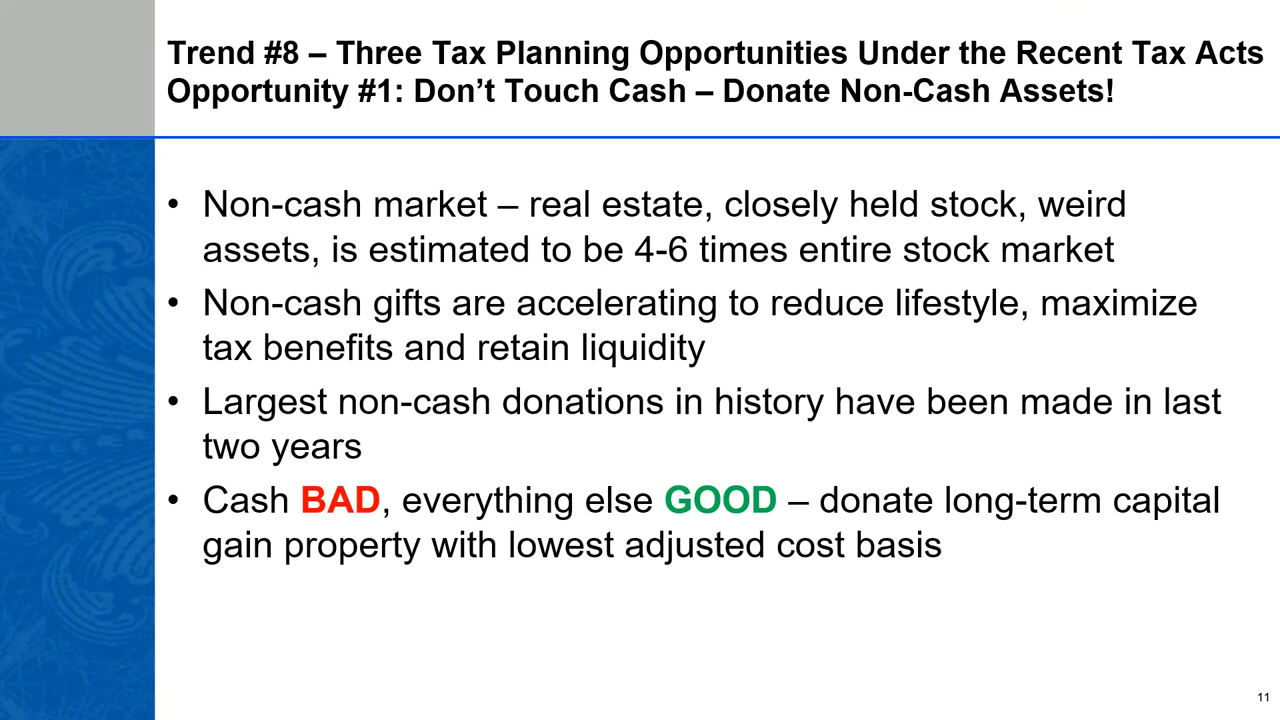 Trend #8 – Three Tax Planning Opportunities Under the Recent Tax Acts
Opportunity #1: Don’t Touch Cash – Donate Non-Cash Assets!
• Non-cash market – real estate, closely held stock, weird
assets, is estimated to be 4-6 times entire stock market
• Non-cash gifts are accelerating to reduce lifestyle, maximize
tax benefits and retain liquidity
• Largest non-cash donations in history have been made in last
two years
• Cash BAD, everything else GOOD – donate long-term capital
gain property with lowest adjusted cost basis
11